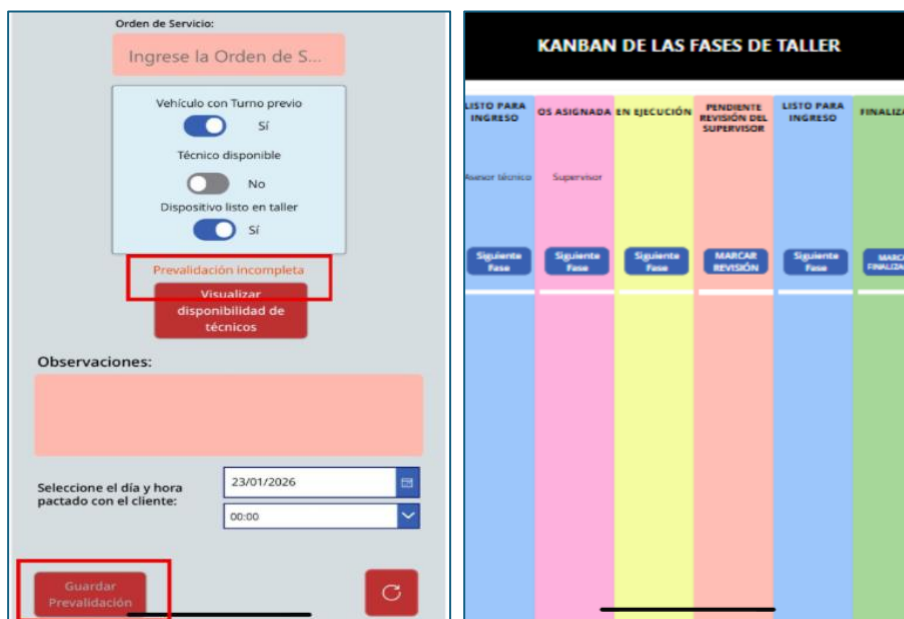 Orden de Servicio:
Ingrese la Orden de S...
Vehículo con Turno previo
Sí
Técnico disponible
No
Dispositivo listo en taller
Sí
Prevalidación incompleta
Visualizar
disponibilidad de
técnicos
Observaciones:
Seleccione el día y hora
pactado con el cliente:
23/01/2026
00:00
Guardar
Prevalidación
KANBAN DE LAS FASES DE TALLER
LISTO PARA
INGRESO
OS ASIGNADA
EN EJECUCIÓN
PENDIENTE
REVISIÓN DEL
SUPERVISOR
LISTO PARA
INGRESO
FINALIZA
Asesor técnico
Supervisor
Siguiente
Fase
Siguiente
Fase
Siguiente
Fase
MARCAR
REVISIÓN
Siguiente
Fase
MARC
FINALIZA